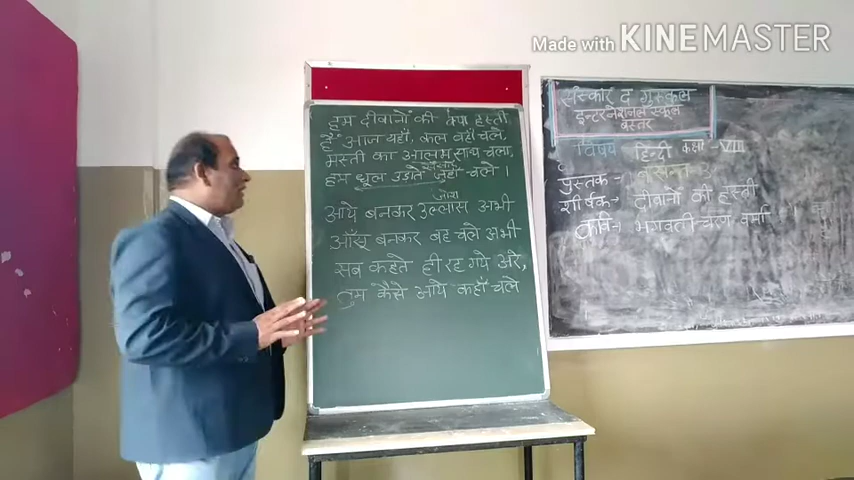 Made with KINEMASTER
हम दीवानों की क्या हस्ती
हैं आज यहाँ, कल वहाँ चले,
मस्ती का आलम साथ चला,
हम धूल उड़ाते जहाँ चले।
जोश
आये बनकर उल्लास अभी
आँसू बनकर बह चले अभी
सब कहते ही रह गये अरे,
तुम कैसे आये कहाँ चले
संस्कार द गुरुकुल
इन्टरनेशनल स्कूल
बस्तर
विषय हिन्दी कक्षा - VIII
पुस्तक - बसन्त
शीर्षक- दीवानों की हस्ती
कवि- भगवती-चरण वर्मा